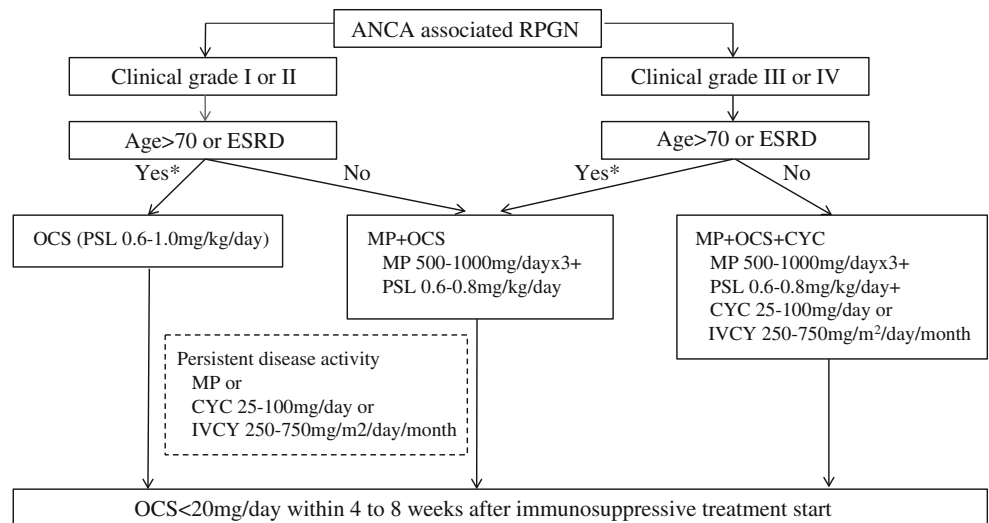 ANCA associated RPGN
Clinical grade I or II
Clinical grade III or IV
Age>70 or ESRD
Age>70 or ESRD
Yes*
No
Yes*
No
OCS (PSL 0.6-1.0mg/kg/day)
MP+OCS
MP 500-1000mg/dayx3+
PSL 0.6-0.8mg/kg/day
MP+OCS+CYC
MP 500-1000mg/dayx3+
PSL 0.6-0.8mg/kg/day+
CYC 25-100mg/day or
IVCY 250-750mg/m²/day/month
Persistent disease activity
MP or
CYC 25-100mg/day or
IVCY 250-750mg/m2/day/month
OCS<20mg/day within 4 to 8 weeks after immunosuppressive treatment start